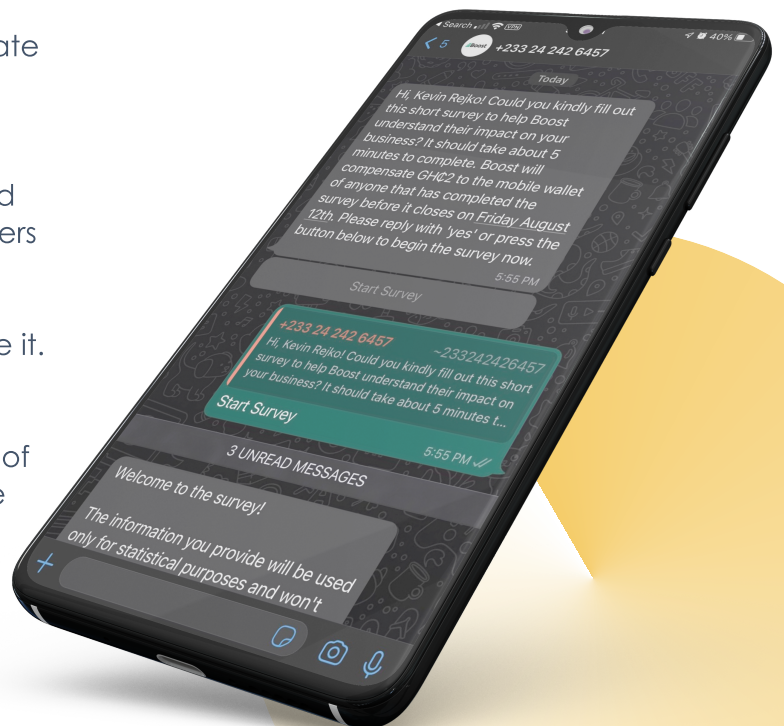 ate
d
ers
e it.
of
e
Search
VPN
40%
5
Boost
+233 24 242 6457
Today
Hi, Kevin Rejko! Could you kindly fill out
this short survey to help Boost
understand their impact on your
business? It should take about 5
minutes to complete. Boost will
compensate GH₵2 to the mobile wallet
of anyone that has completed the
survey before it closes on Friday August
12th. Please reply with 'yes' or press the
button below to begin the survey now.
5:55 PM
Start Survey
+233 24 242 6457 ~233242426457
Hi, Kevin Rejko! Could you kindly fill out this short
survey to help Boost understand their impact on
your business? It should take about 5 minutes t...
Start Survey
5:55 PM
3 UNREAD MESSAGES
Welcome to the survey!
The information you provide will be used
only for statistical purposes and won't